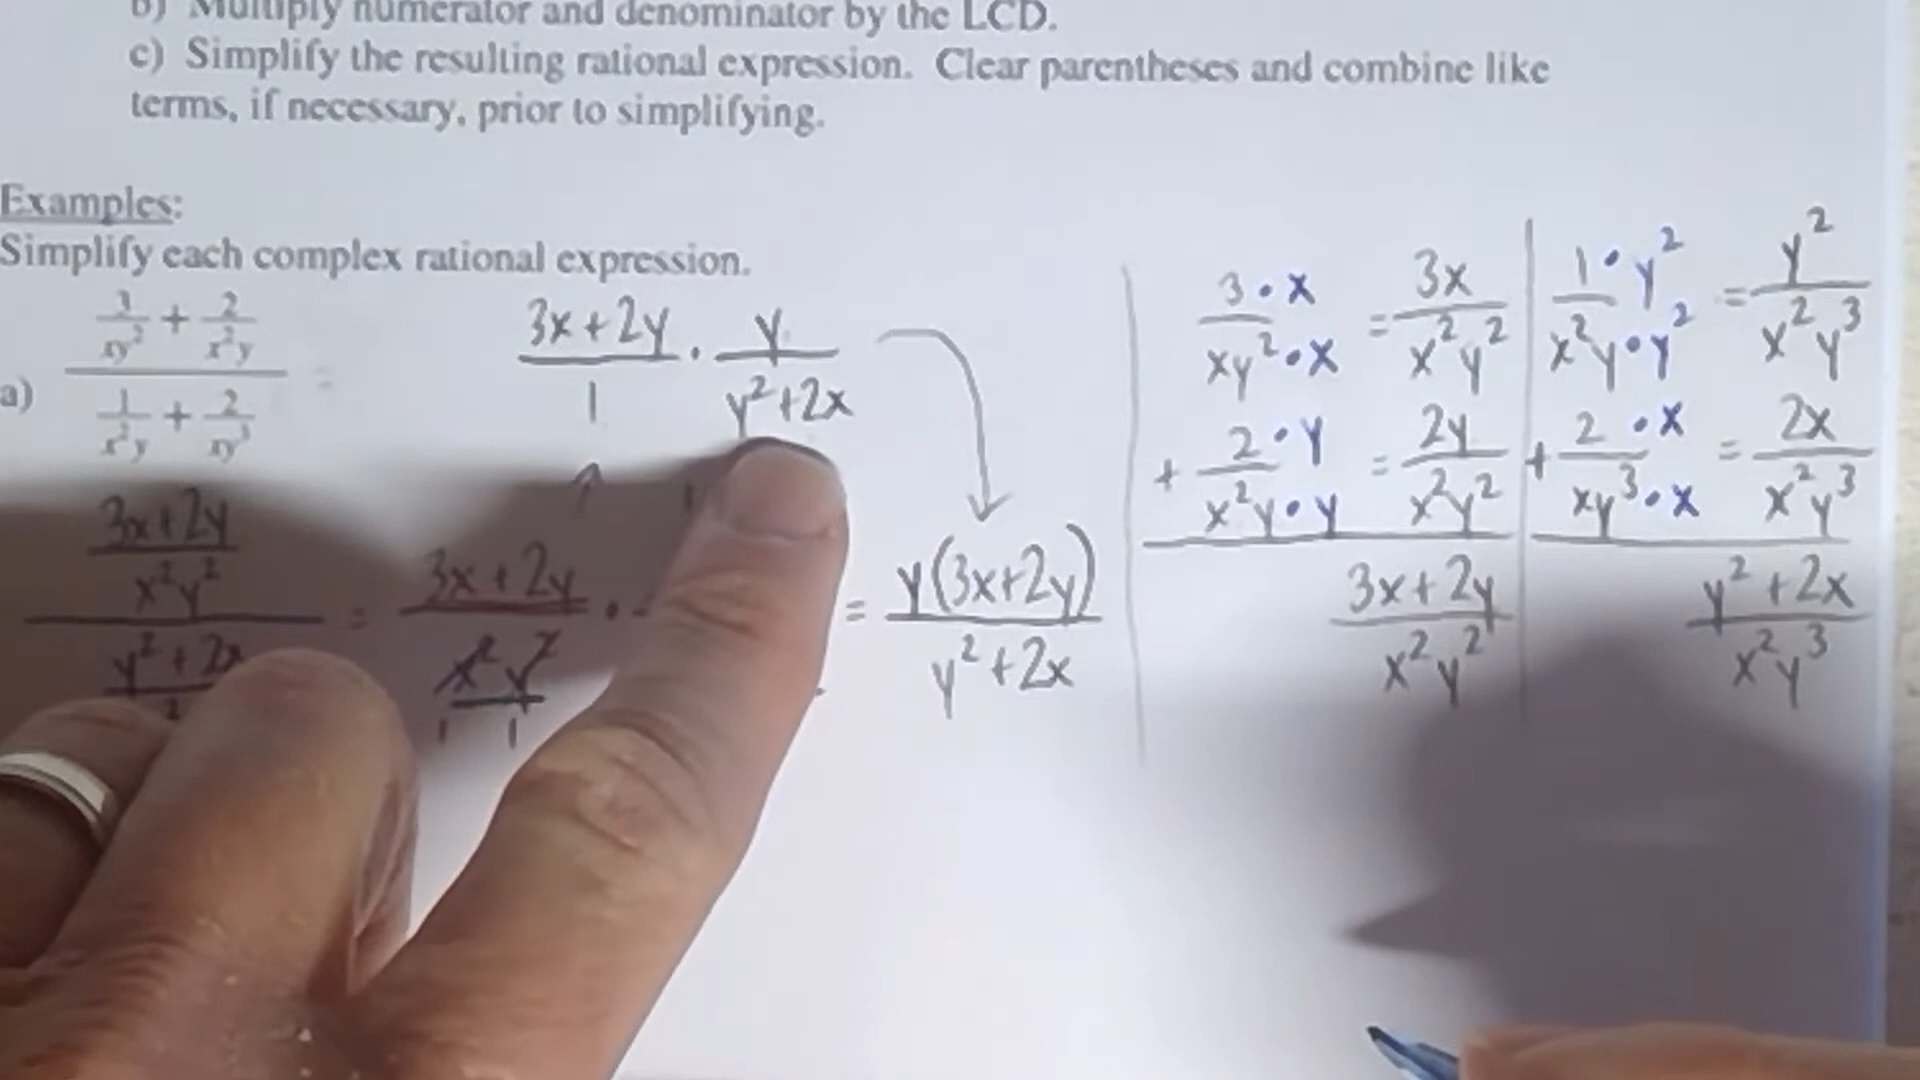 b) Multiply numerator and denominator by the LCD.
c) Simplify the resulting rational expression. Clear parentheses and combine like
terms, if necessary, prior to simplifying.
Examples:
Simplify each complex rational expression.
a) (3/xy² + 2/x²y) / (1/x²y + 2/xy³) =
(3x+2y)/1 · y/(y²+2x)
(3x+2y)/(x²y²) / (y²+2x) = (3x+2y)/(x²y²) ·
1 1
= y(3x+2y)/(y²+2x)
3·x/(xy²·x) = 3x/(x²y²)
+ 2·y/(x²y·y) = 2y/(x²y²)
(3x+2y)/(x²y²)
1·y²/(x²y·y²) = y²/(x²y³)
+ 2·x/(xy³·x) = 2x/(x²y³)
(y²+2x)/(x²y³)